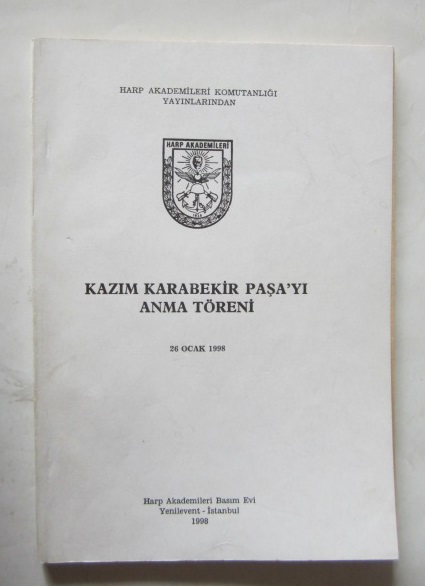 HARP AKADEMİLERİ KOMUTANLIĞI
YAYINLARINDAN
HARP AKADEMİLERİ
KAZIM KARABEKİR PAŞA'YI
ANMA TÖRENİ
26 OCAK 1998
Harp Akademileri Basım Evi
Yenilevent - İstanbul
1998